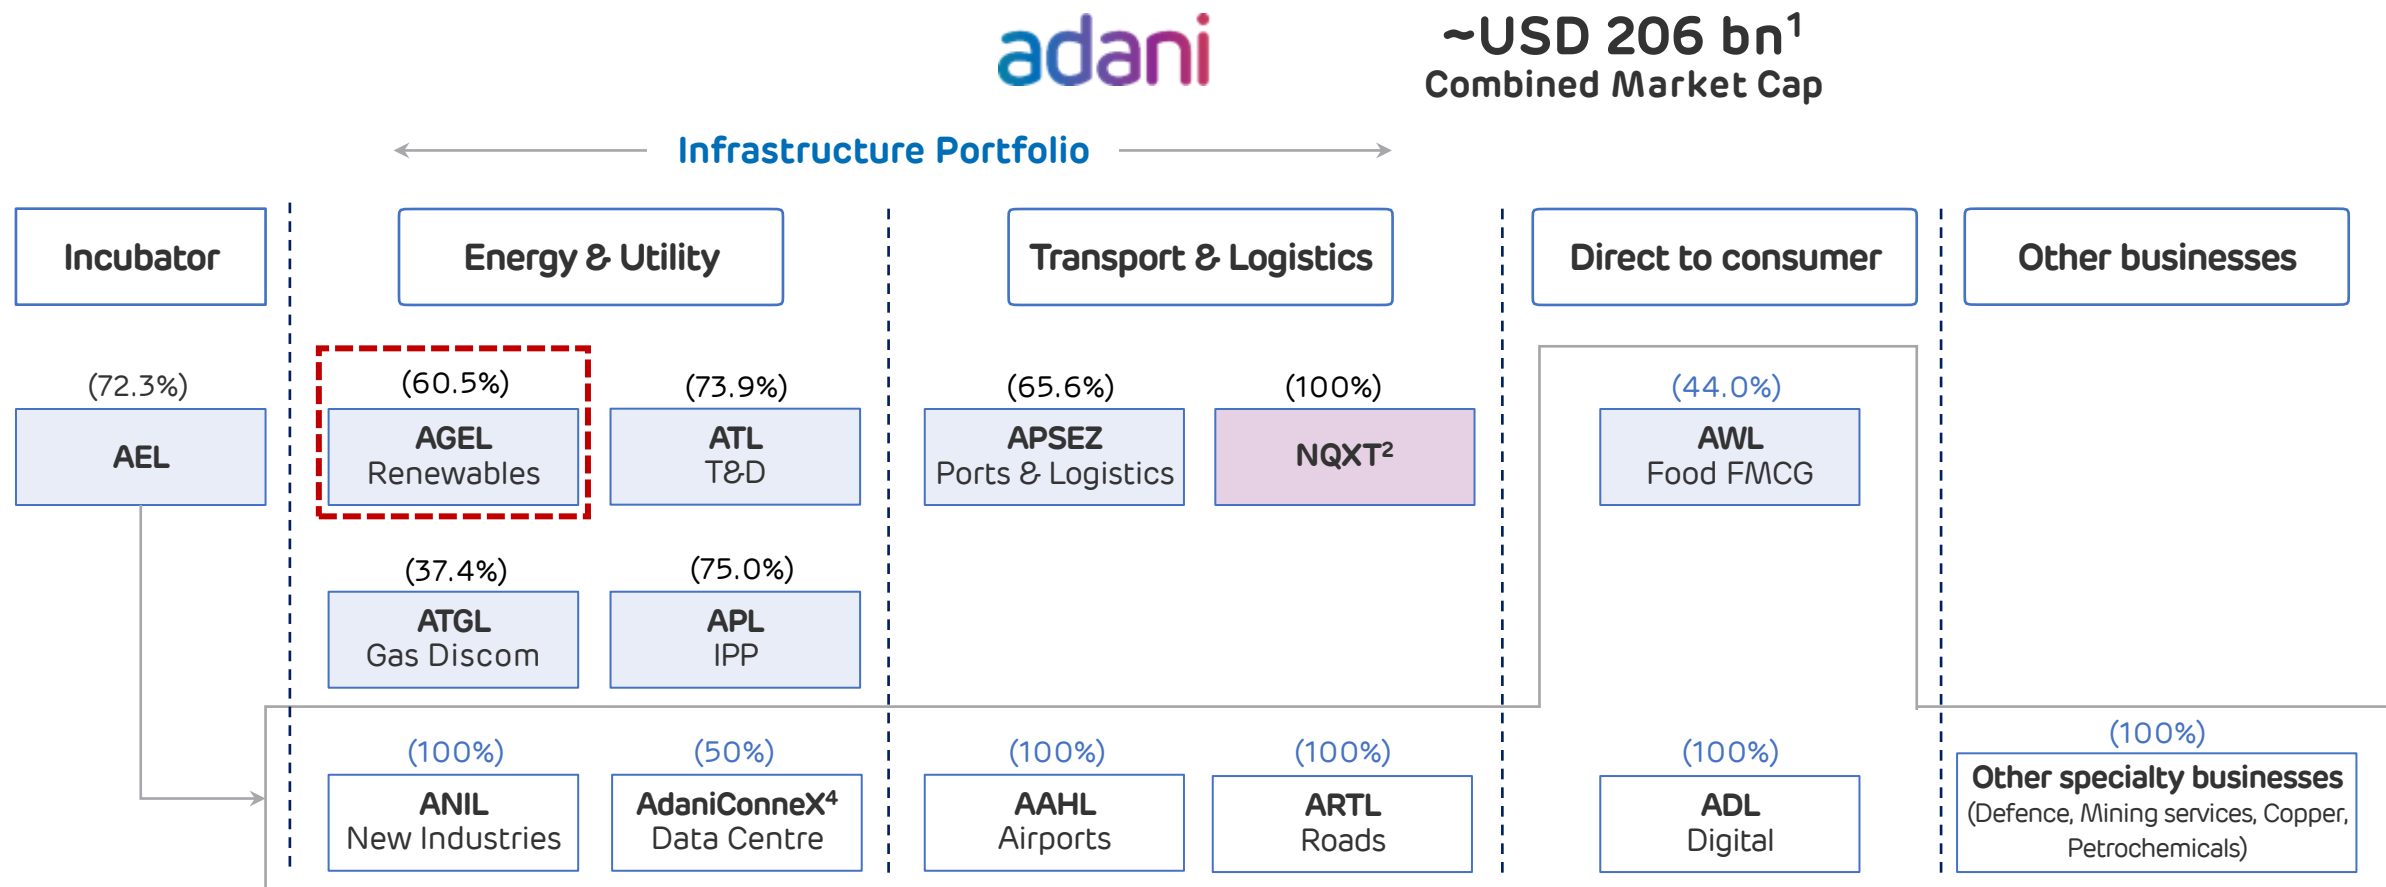 adani
~USD 206 bn¹
Combined Market Cap
Infrastructure Portfolio
Incubator
Energy & Utility
Transport & Logistics
Direct to consumer
Other businesses
(72.3%)
AEL
(60.5%)
AGEL
Renewables
(73.9%)
ATL
T&D
(65.6%)
APSEZ
Ports & Logistics
(100%)
NQXT²
(44.0%)
AWL
Food FMCG
(37.4%)
ATGL
Gas Discom
(75.0%)
APL
IPP
(100%)
ANIL
New Industries
(50%)
AdaniConneX⁴
Data Centre
(100%)
AAHL
Airports
(100%)
ARTL
Roads
(100%)
ADL
Digital
(100%)
Other specialty businesses
(Defence, Mining services, Copper,
Petrochemicals)